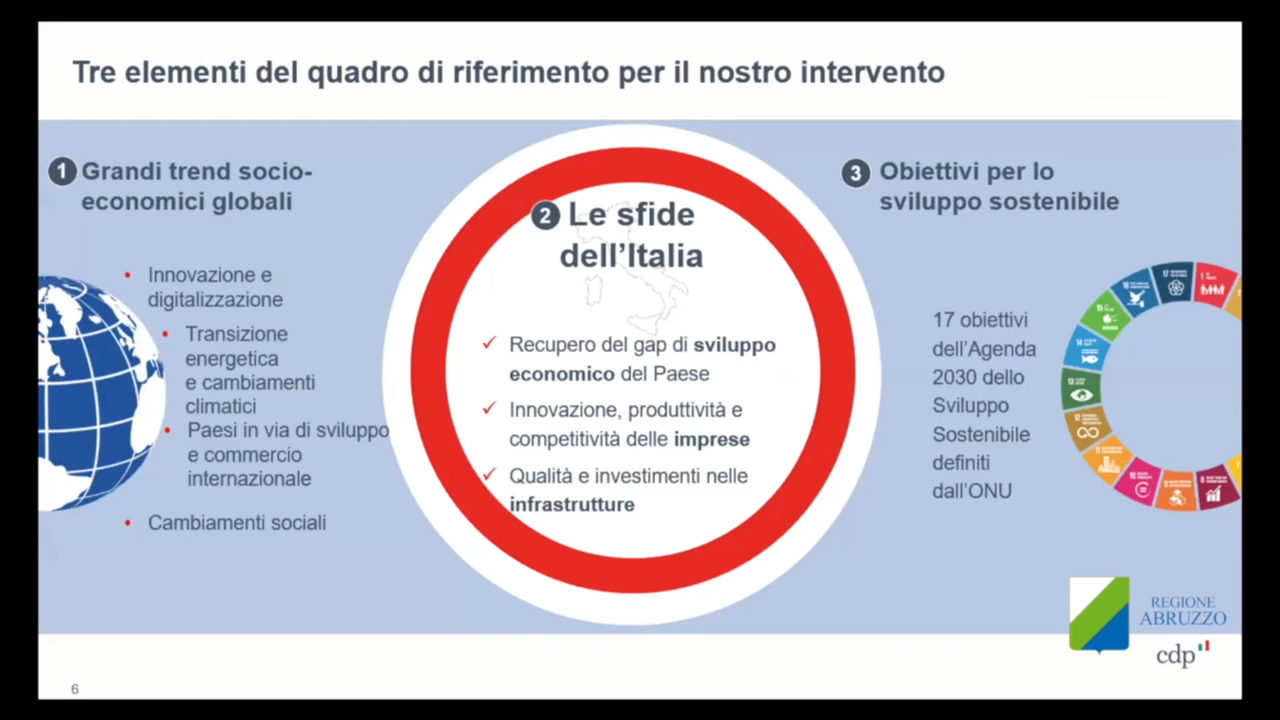 Tre elementi del quadro di riferimento per il nostro intervento
1 Grandi trend socio-
economici globali
• Innovazione e
digitalizzazione
• Transizione
energetica
e cambiamenti
climatici
• Paesi in via di sviluppo
e commercio
internazionale
• Cambiamenti sociali
2 Le sfide
dell'Italia
✓ Recupero del gap di sviluppo
economico del Paese
✓ Innovazione, produttività e
competitività delle imprese
✓ Qualità e investimenti nelle
infrastrutture
3 Obiettivi per lo
sviluppo sostenibile
17 obiettivi
dell'Agenda
2030 dello
Sviluppo
Sostenibile
definiti
dall'ONU
REGIONE
ABRUZZO
cdp
6